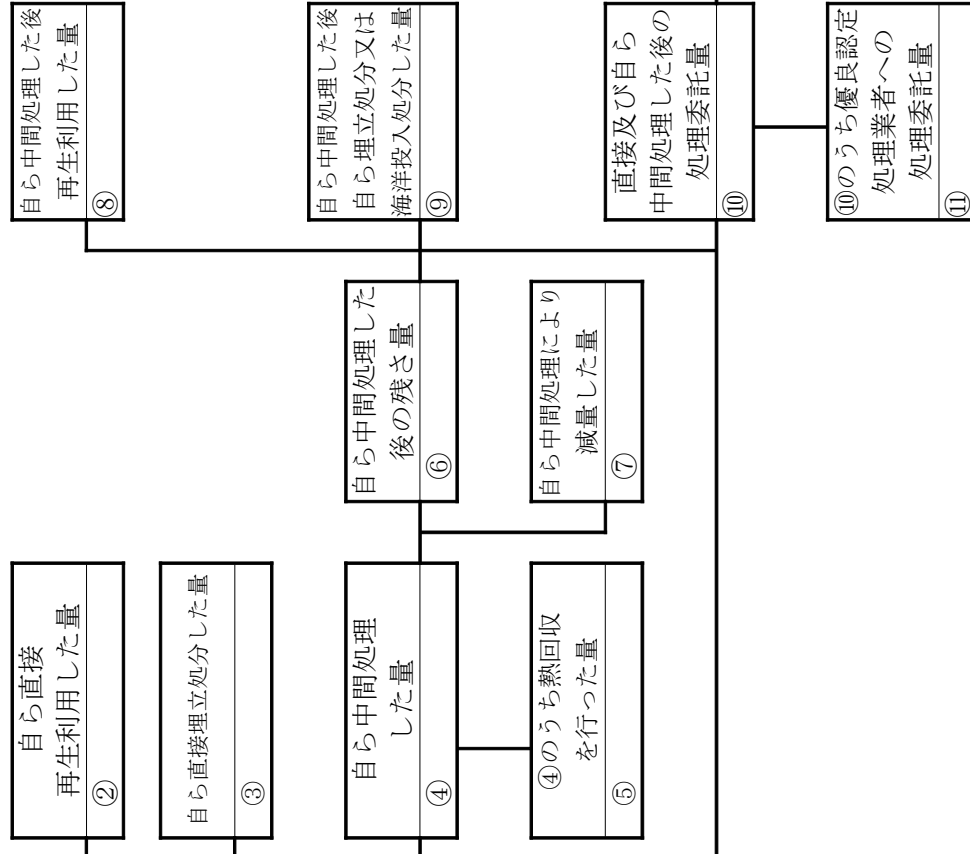 自ら直接
再生利用した量
②
自ら直接埋立処分した量
③
自ら中間処理
した量
④
④のうち熱回収
を行った量
⑤
自ら中間処理した
後の残さ量
⑥
自ら中間処理により
減量した量
⑦
自ら中間処理した後
再生利用した量
⑧
自ら中間処理した後
自ら埋立処分又は
海洋投入処分した量
⑨
直接及び自ら
中間処理した後の
処理委託量
⑩
⑩のうち優良認定
処理業者への
処理委託量
⑪